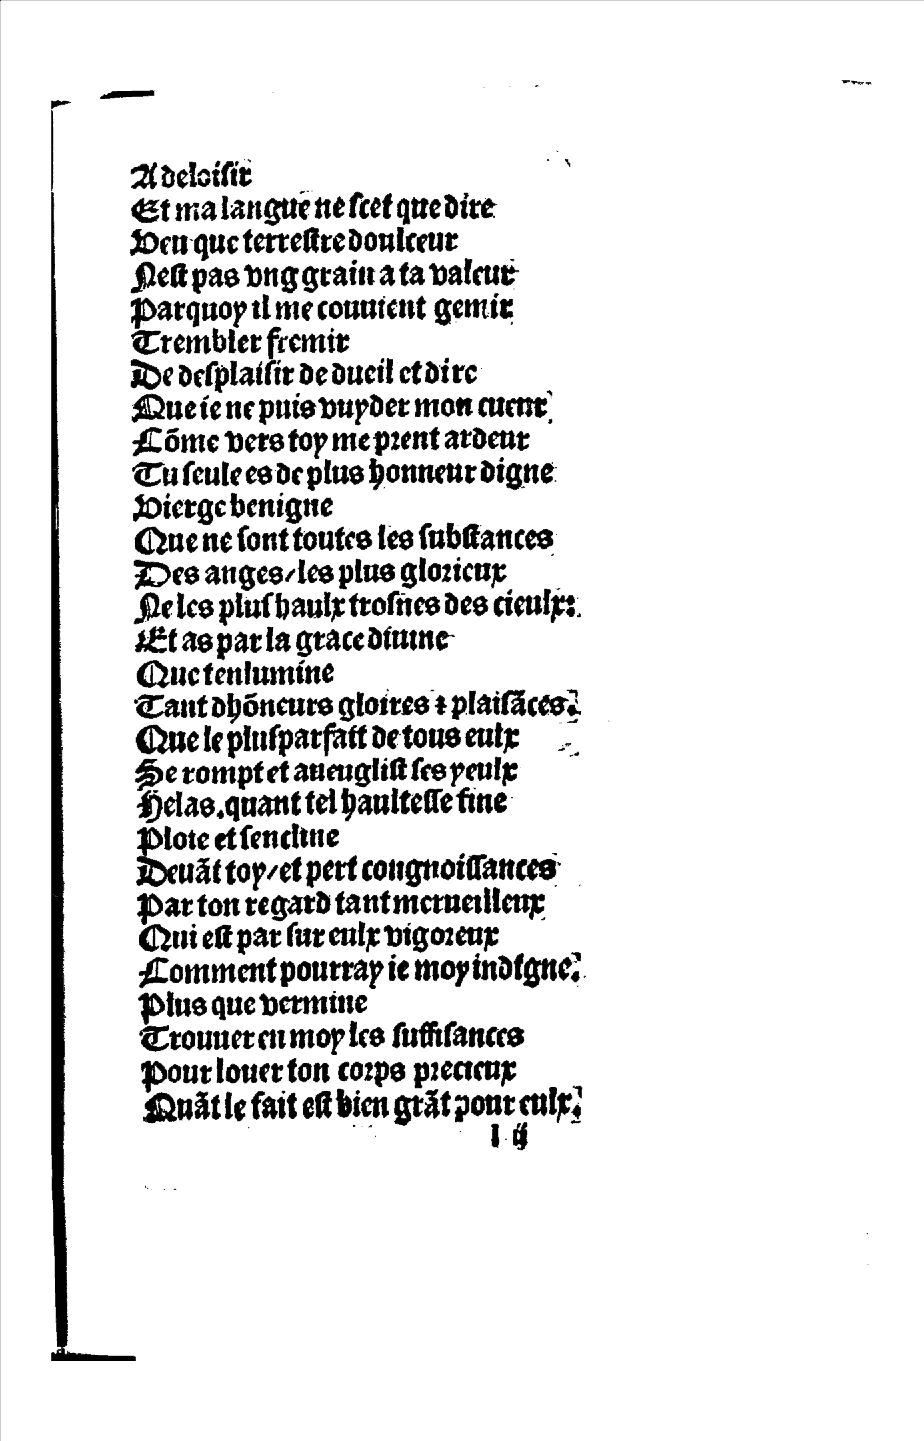 A deloiſir
Et ma langue ne ſcet que dire
Veu que terreſtre doulceur
Neſt pas vng grain a ta valeur
Parquoy il me conuient gemir
Trembler fremir
De deſplaiſir de dueil et dire
Que ie ne puis vuyder mon cueur
Cõme vers toy me prent ardeur
Tu ſeule es de plus honneur digne
Vierge benigne
Que ne ſont toutes les ſubſtances
Des anges/les plus glorieux
Ne les pluſhaulx troſnes des cieulx:
Et as par la grace diuine
Que tenlumine
Tant dhõneurs gloires ⁊ plaiſãces?
Que le pluſparfait de tous eulx
Se rompt et aueugliſt ſes yeulx
Helas.quant tel haulteſſe fine
Ploie et ſencline
Deuãt toy/et pert congnoiſſances
Par ton regard tant merueilleux
Qui eſt par ſur eulx vigoreux
Comment pourray ie moy indigne?
Plus que vermine
Trouuer en moy les ſuffiſances
Pour louer ton corps precieux
Quãt le fait eſt bien grãt pour eulx?
l ij